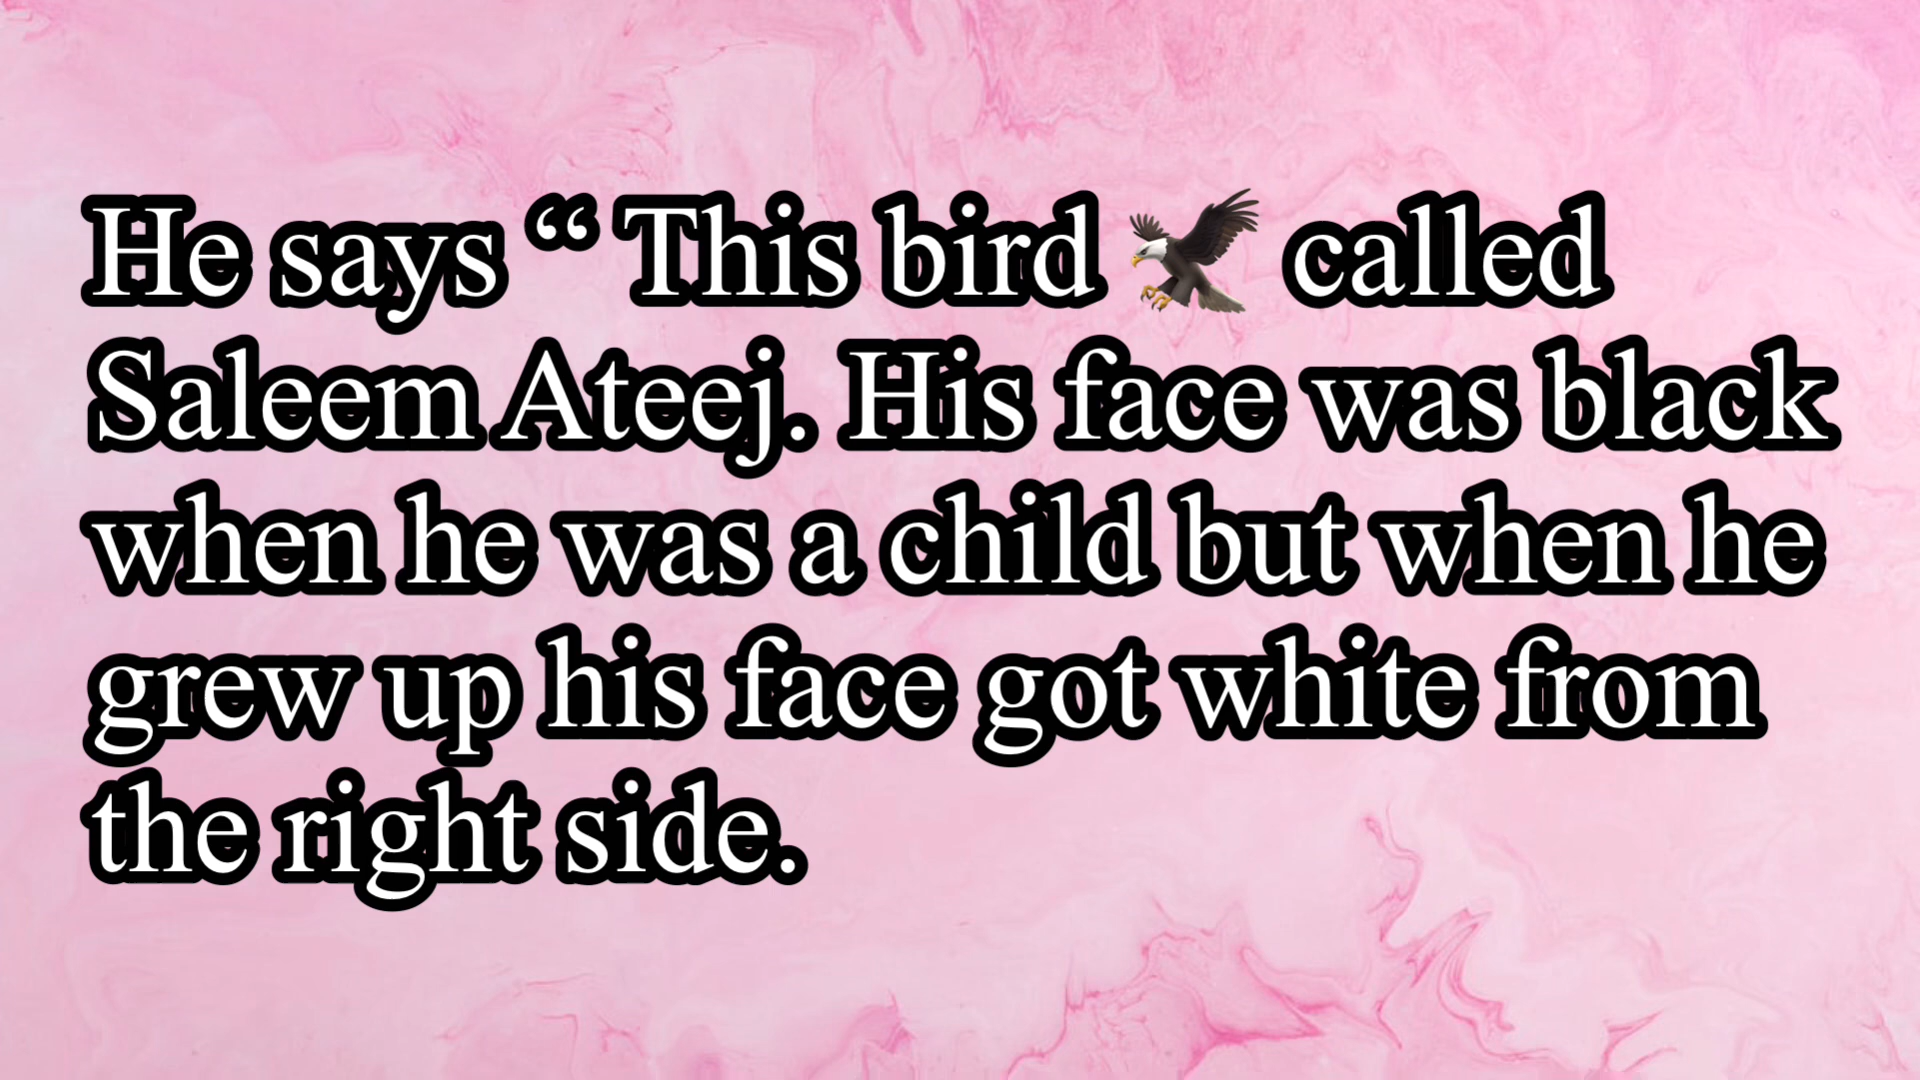 He says “ This bird 🦅 called
Saleem Ateej. His face was black
when he was a child but when he
grew up his face got white from
the right side.